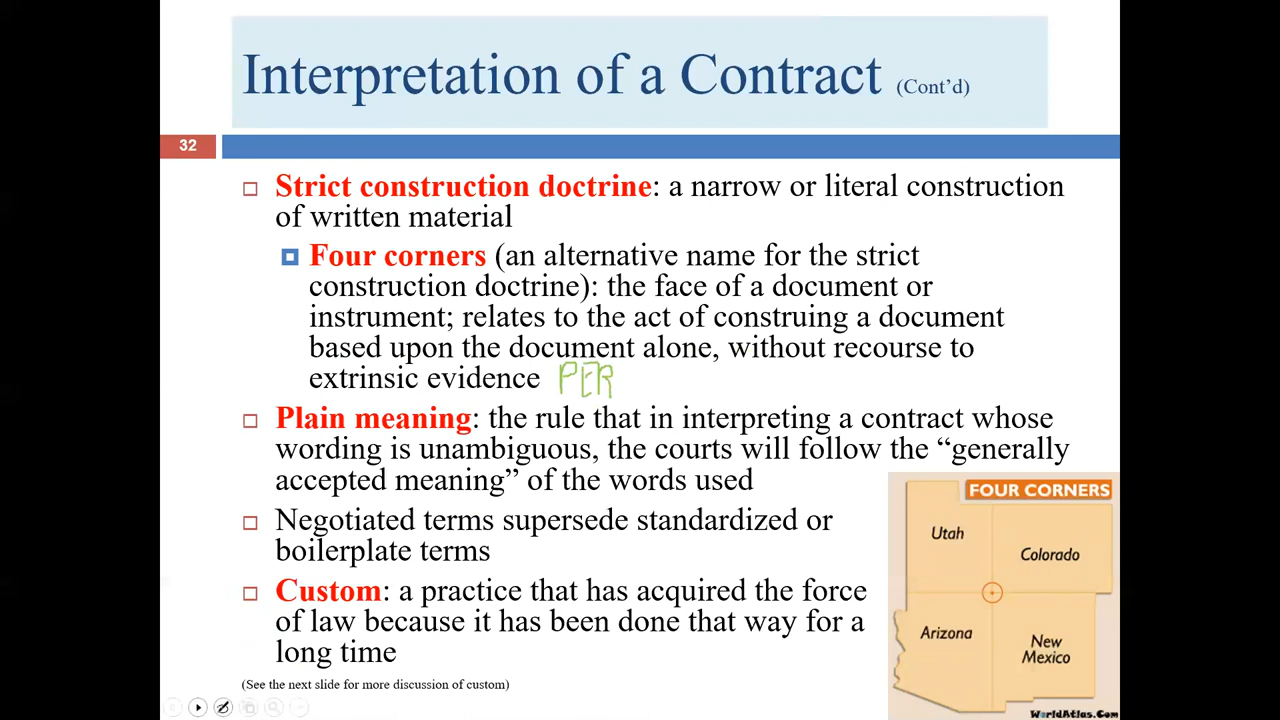 Interpretation of a Contract (Cont’d)
32
Strict construction doctrine: a narrow or literal construction
of written material
Four corners (an alternative name for the strict
construction doctrine): the face of a document or
instrument; relates to the act of construing a document
based upon the document alone, without recourse to
extrinsic evidence PER
Plain meaning: the rule that in interpreting a contract whose
wording is unambiguous, the courts will follow the “generally
accepted meaning” of the words used
Negotiated terms supersede standardized or
boilerplate terms
Custom: a practice that has acquired the force
of law because it has been done that way for a
long time
(See the next slide for more discussion of custom)
FOUR CORNERS
Utah
Colorado
Arizona
New
Mexico
WorldAtlas.Com